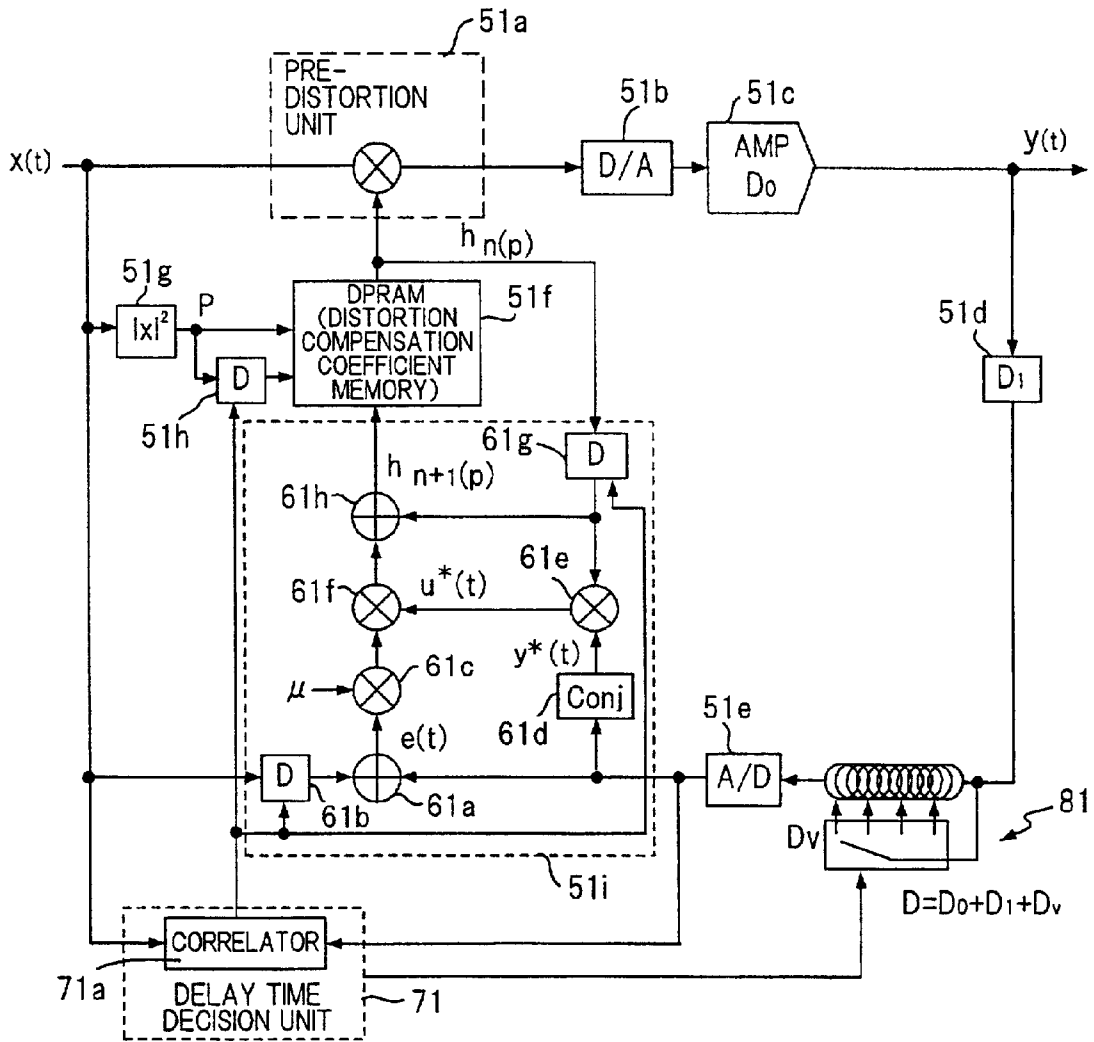 51a
PRE-
DISTORTION
UNIT
51b
51c
x(t)
D/A
AMP
D₀
y(t)
h n(p)
51g
|x|²
P
DPRAM
(DISTORTION
COMPENSATION
COEFFICIENT
MEMORY)
51f
51d
D₁
D
51h
61g
D
h n+1(p)
61h
61e
61f
u*(t)
y*(t)
61c
μ
Conj
61d
51e
e(t)
D
A/D
61b
61a
81
Dv
51i
D=D₀+D₁+Dv
CORRELATOR
71a
DELAY TIME
DECISION UNIT
71